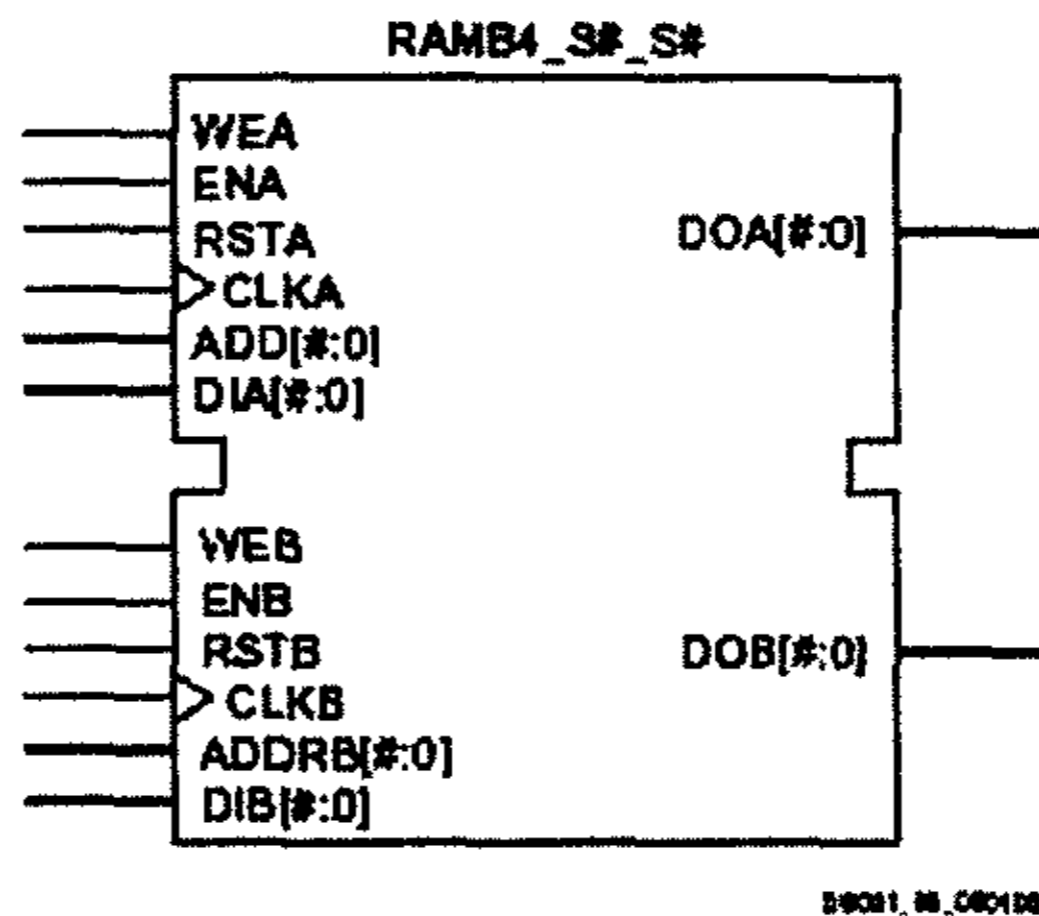 RAMB4_S#_S#
WEA
ENA
RSTA
DOA[#:0]
CLKA
ADD[#:0]
DIA[#:0]
WEB
ENB
RSTB
DOB[#:0]
CLKB
ADDRB[#:0]
DIB[#:0]